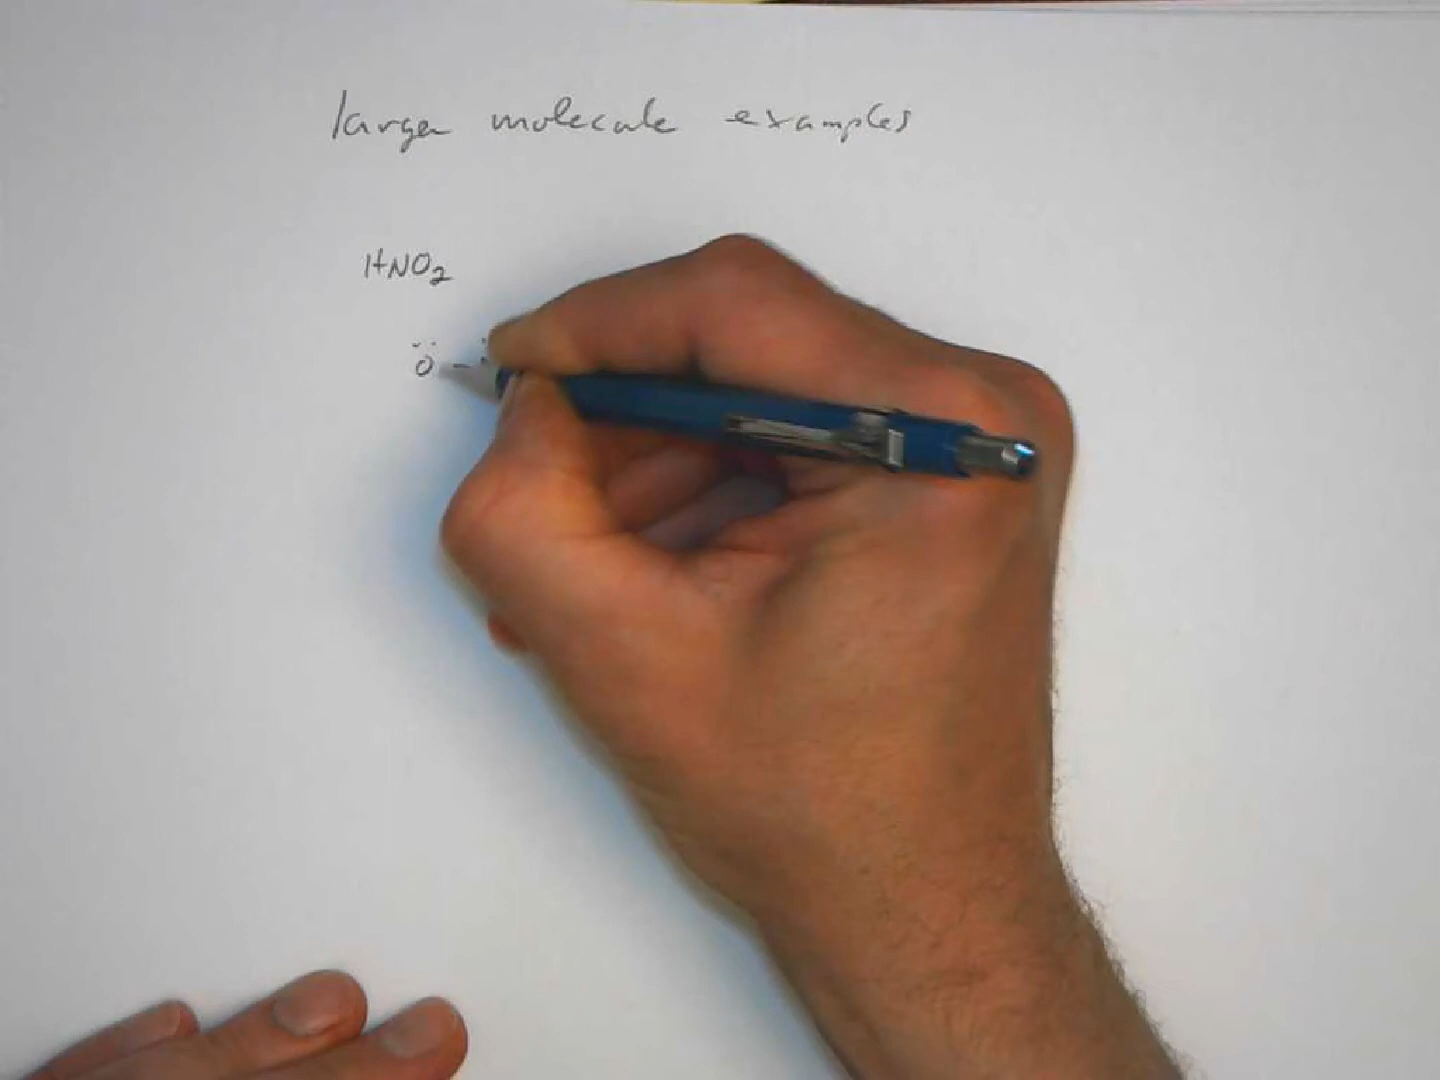 larger molecule examples
HNO₂
Ö –